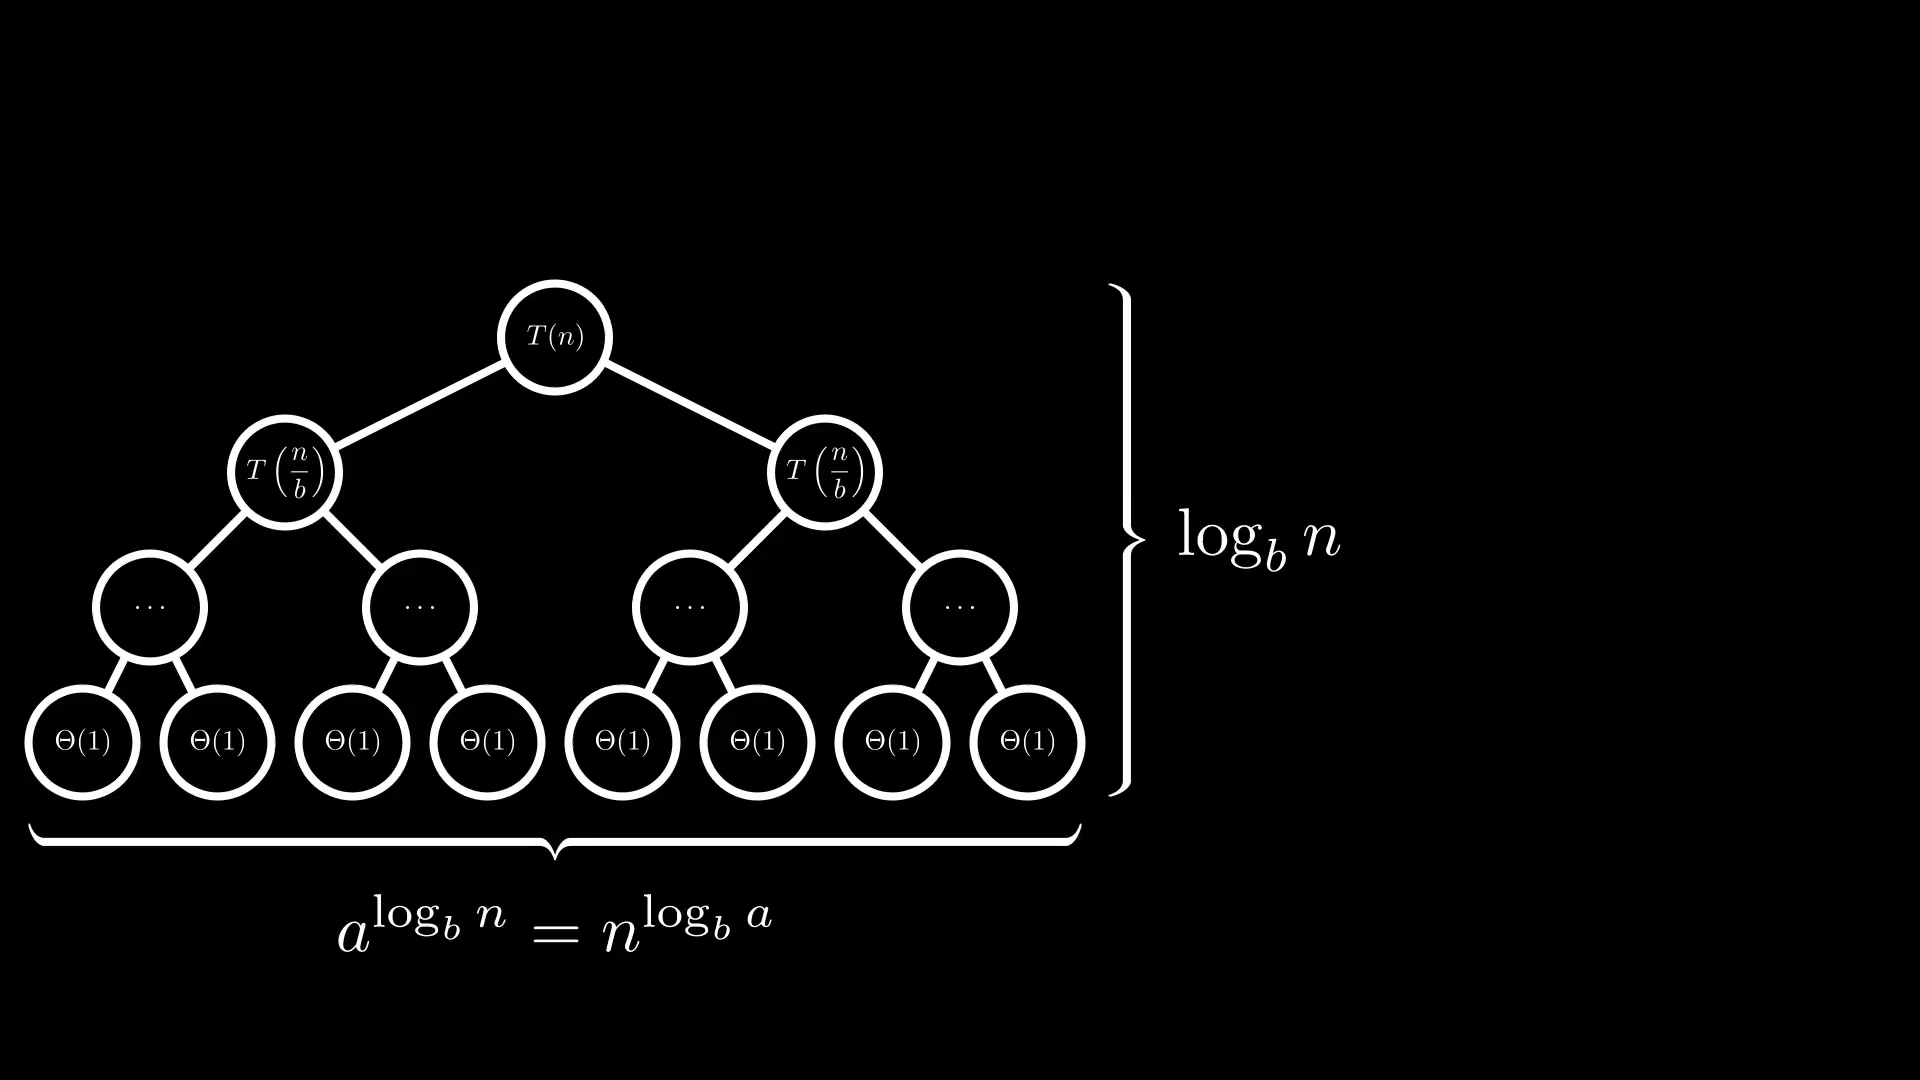 T(n)
T(n/b) T(n/b)
log_b n
... ... ... ...
Θ(1) Θ(1) Θ(1) Θ(1) Θ(1) Θ(1) Θ(1) Θ(1)
a^{log_b n} = n^{log_b a}